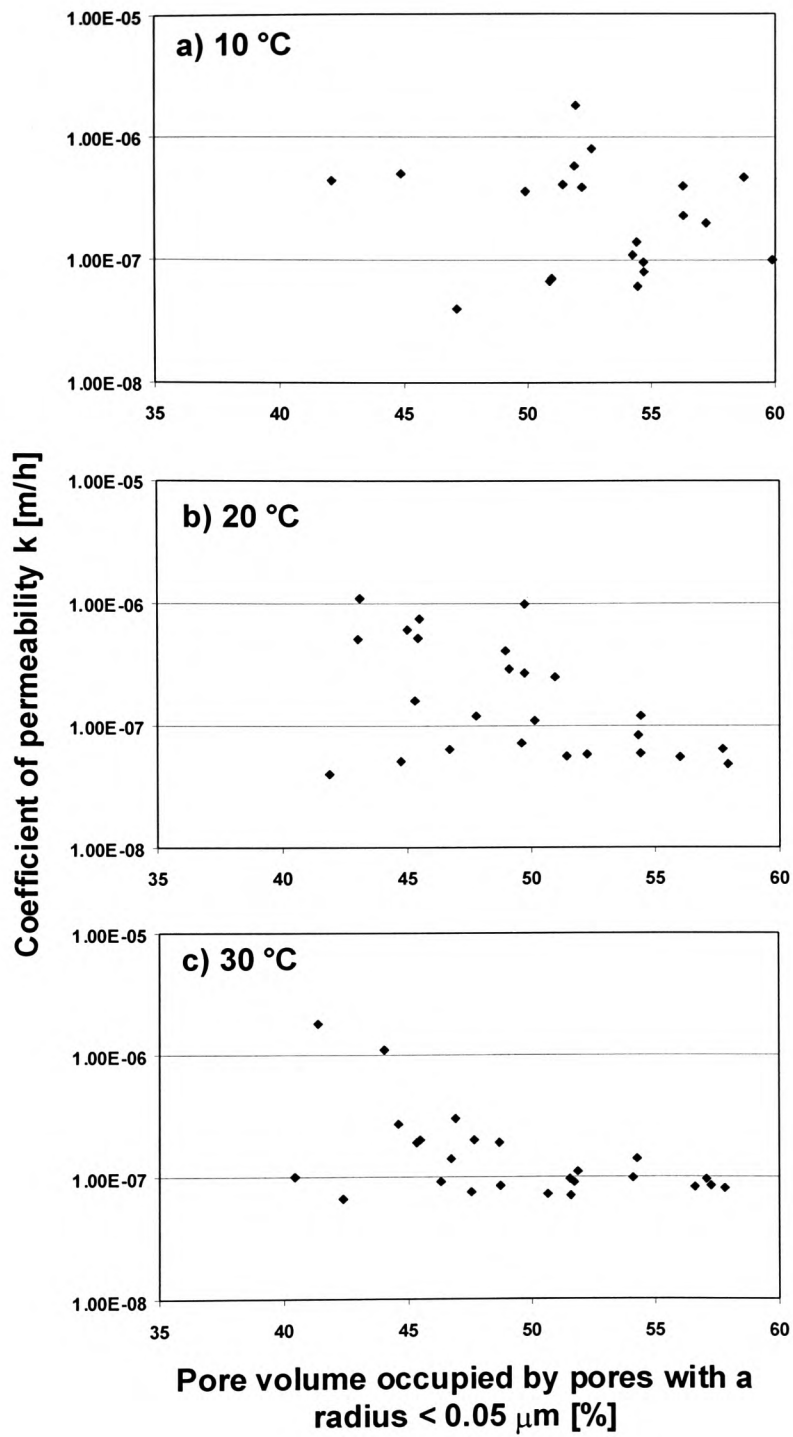 Coefficient of permeability k [m/h]
a) 10 °C
1.00E-05
1.00E-06
1.00E-07
1.00E-08
35 40 45 50 55 60
b) 20 °C
1.00E-05
1.00E-06
1.00E-07
1.00E-08
35 40 45 50 55 60
c) 30 °C
1.00E-05
1.00E-06
1.00E-07
1.00E-08
35 40 45 50 55 60
Pore volume occupied by pores with a
radius < 0.05 μm [%]